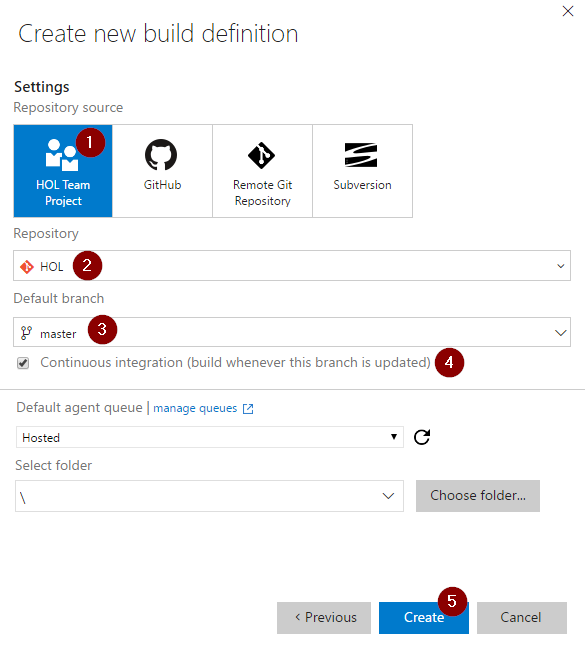 Create new build definition
Settings
Repository source
1
HOL Team
Project
GitHub
Remote Git
Repository
Subversion
Repository
HOL 2
Default branch
master 3
Continuous integration (build whenever this branch is updated) 4
Default agent queue | manage queues
Hosted
Select folder
\
Choose folder...
5
< Previous
Create
Cancel